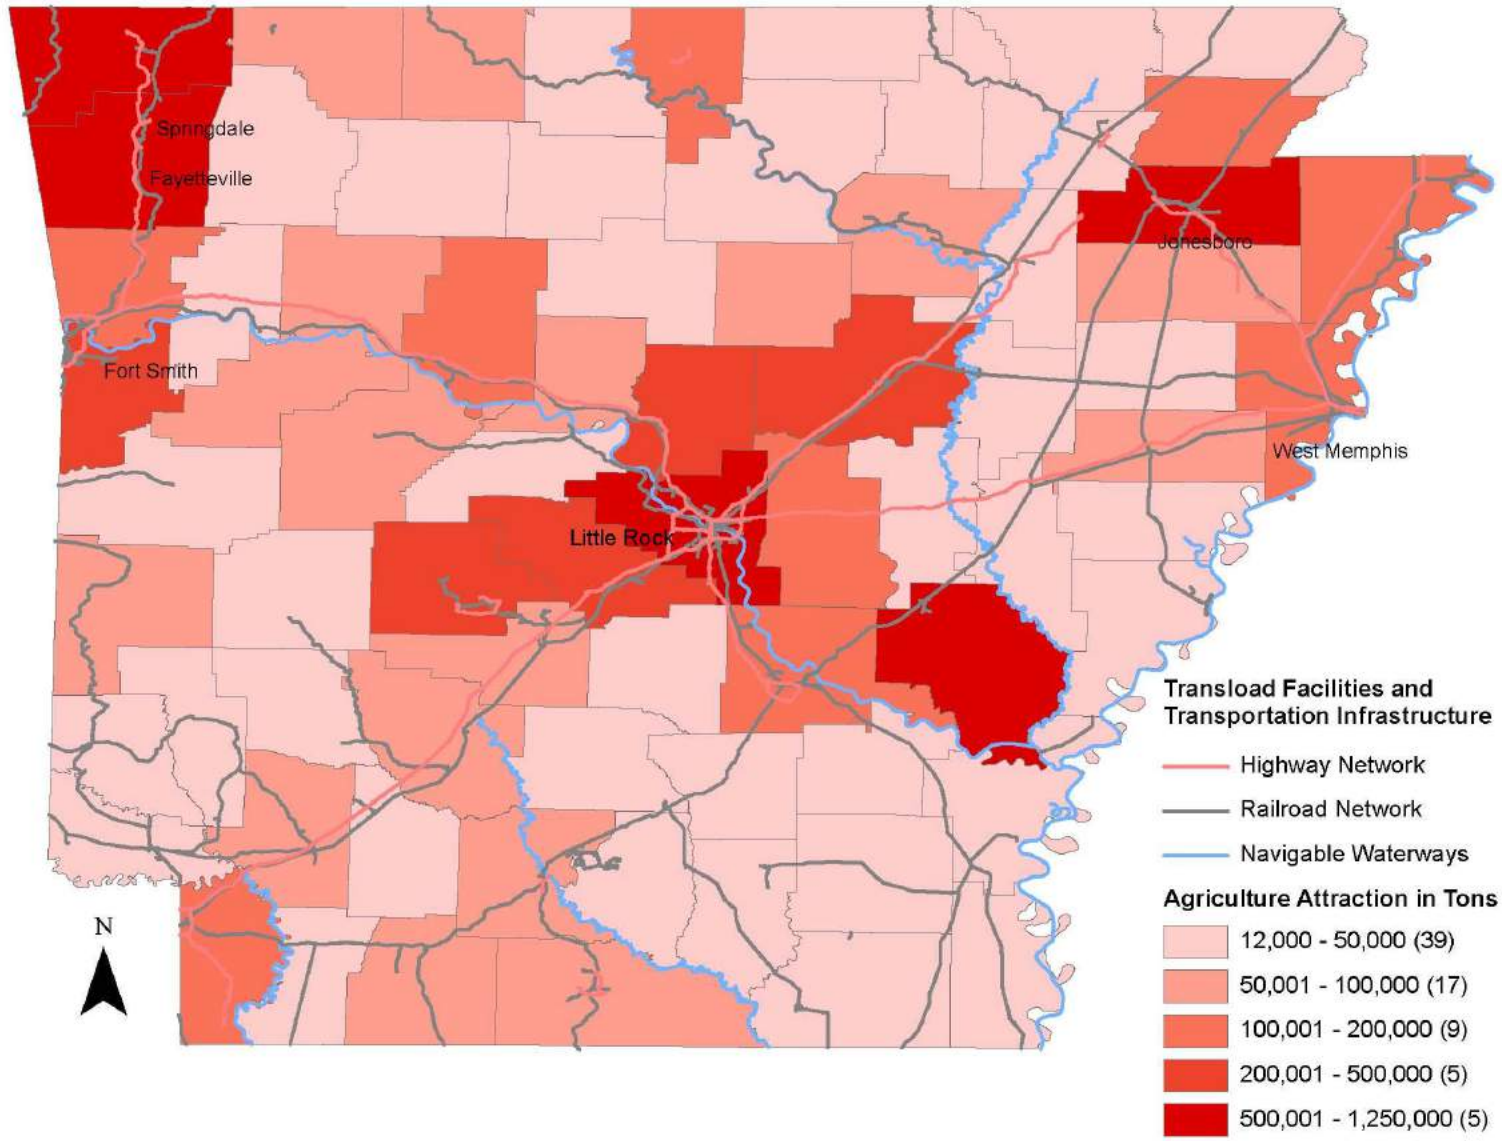 Springdale
Fayetteville
Jonesboro
Fort Smith
West Memphis
Little Rock
Transload Facilities and
Transportation Infrastructure
Highway Network
Railroad Network
Navigable Waterways
Agriculture Attraction in Tons
N
12,000 - 50,000 (39)
50,001 - 100,000 (17)
100,001 - 200,000 (9)
200,001 - 500,000 (5)
500,001 - 1,250,000 (5)